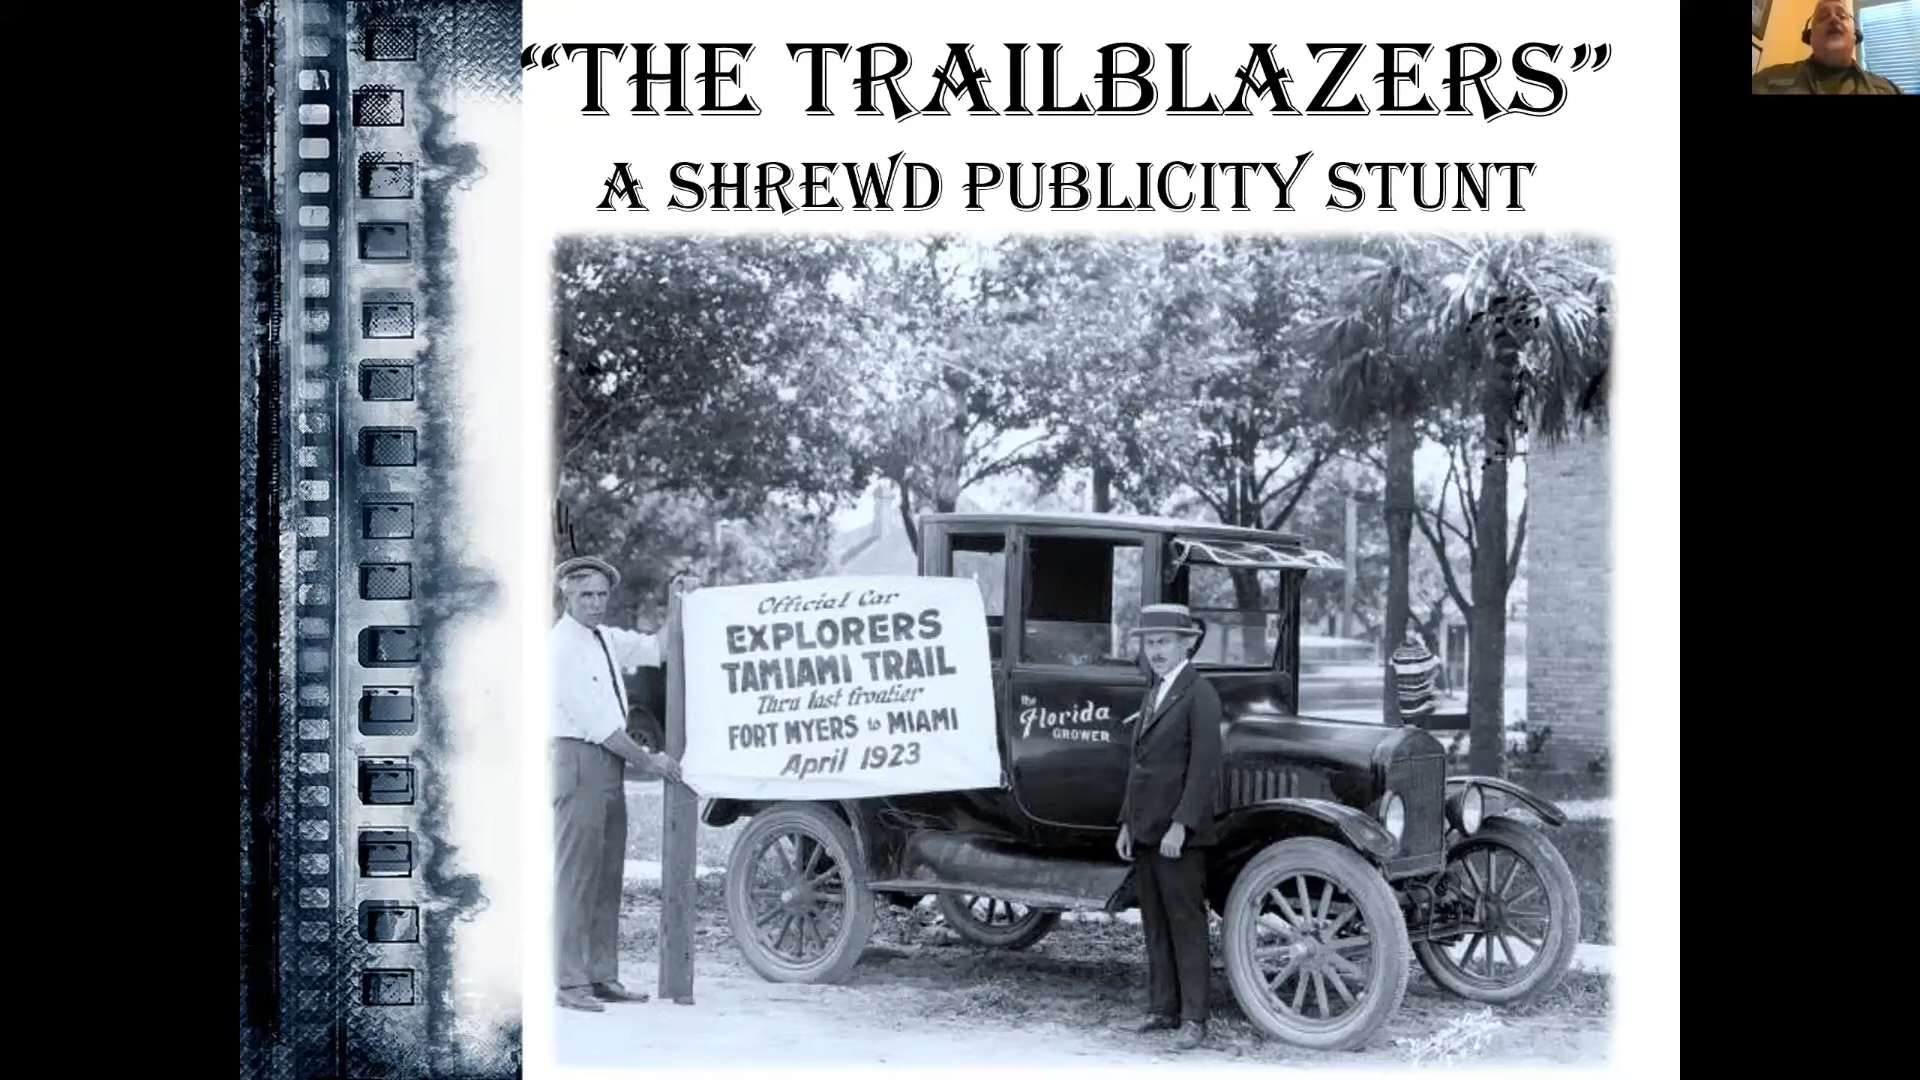 “THE TRAILBLAZERS”
A SHREWD PUBLICITY STUNT
Official Car
EXPLORERS
TAMIAMI TRAIL
Thru last frontier
FORT MYERS to MIAMI
April 1923
The
Florida
GROWER